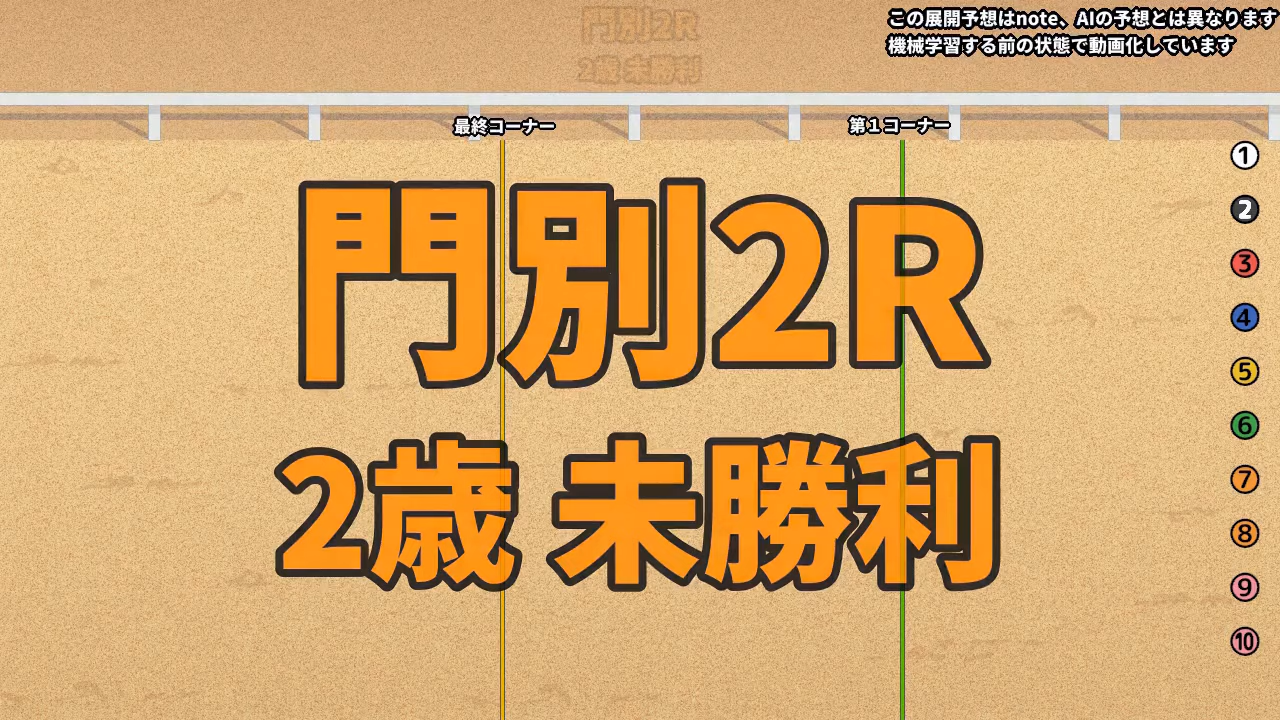 門別2R
2歳 未勝利
この展開予想はnote、AIの予想とは異なります
機械学習する前の状態で動画化しています
最終コーナー
第1コーナー
門別2R
2歳 未勝利
1
2
3
4
5
6
7
8
9
10